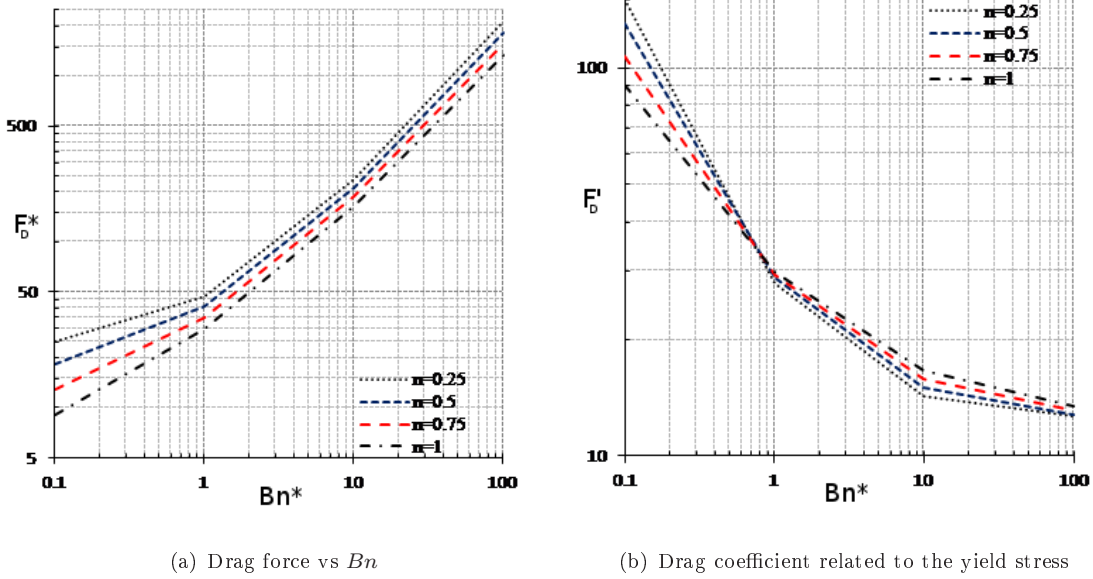 500
F_D^*
50
5
n=0.25
n=0.5
n=0.75
n=1
0.1 1 10 100
Bn*
(a) Drag force vs Bn
n=0.25
n=0.5
n=0.75
n=1
100
F_D'
10
0.1 1 10 100
Bn*
(b) Drag coefficient related to the yield stress